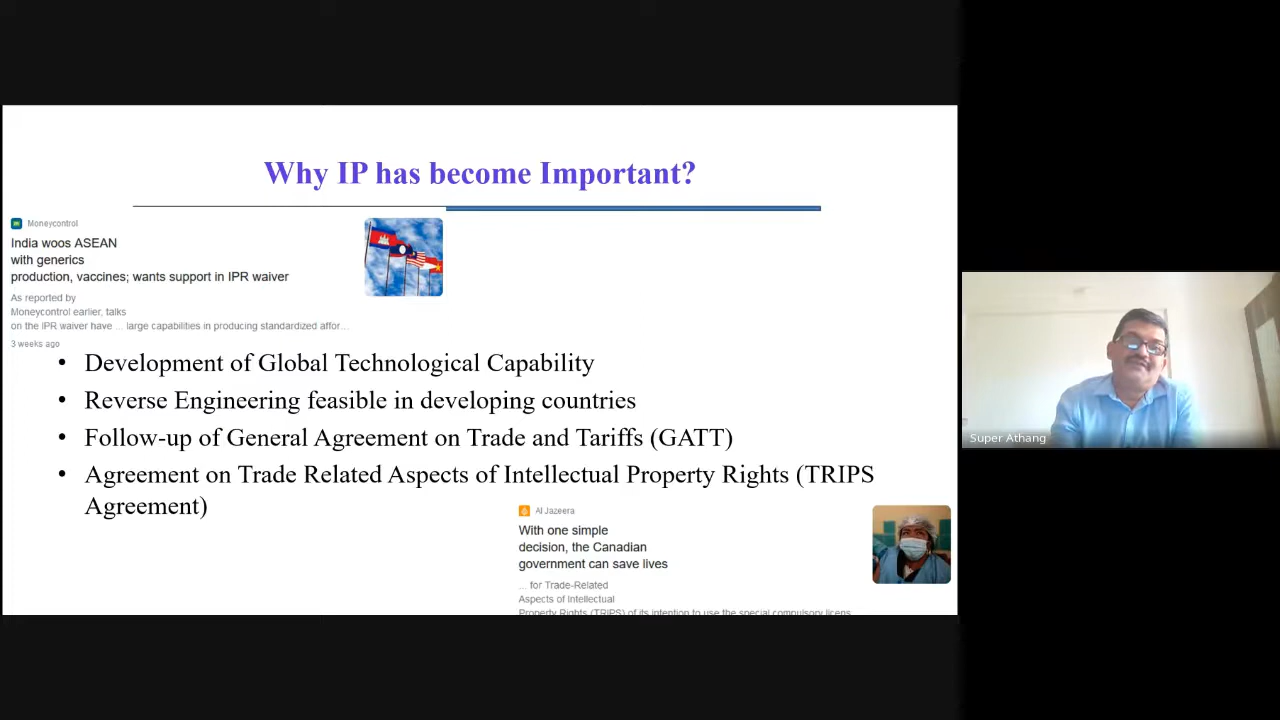 Why IP has become Important?
Moneycontrol
India woos ASEAN
with generics
production, vaccines; wants support in IPR waiver
As reported by
Moneycontrol earlier, talks
on the IPR waiver have ... large capabilities in producing standardized affor...
3 weeks ago
• Development of Global Technological Capability
• Reverse Engineering feasible in developing countries
• Follow-up of General Agreement on Trade and Tariffs (GATT)
• Agreement on Trade Related Aspects of Intellectual Property Rights (TRIPS
Agreement)
Al Jazeera
With one simple
decision, the Canadian
government can save lives
... for Trade-Related
Aspects of Intellectual
Property Rights (TRIPS) of its intention to use the special compulsory licens
Super Athang